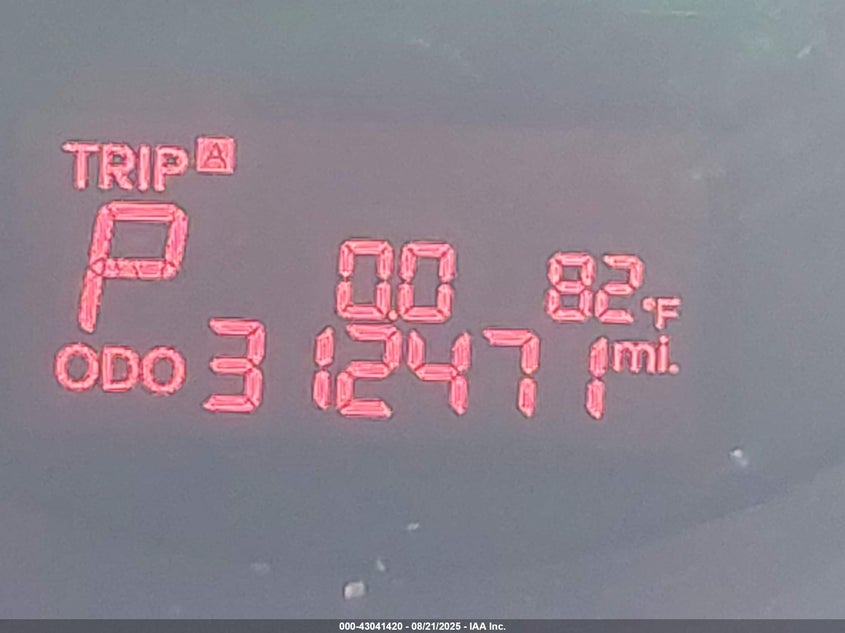 TRIP A
P 0.0 82°F
ODO 312471 mi.
000-43041420 - 08/21/2025 - IAA Inc.